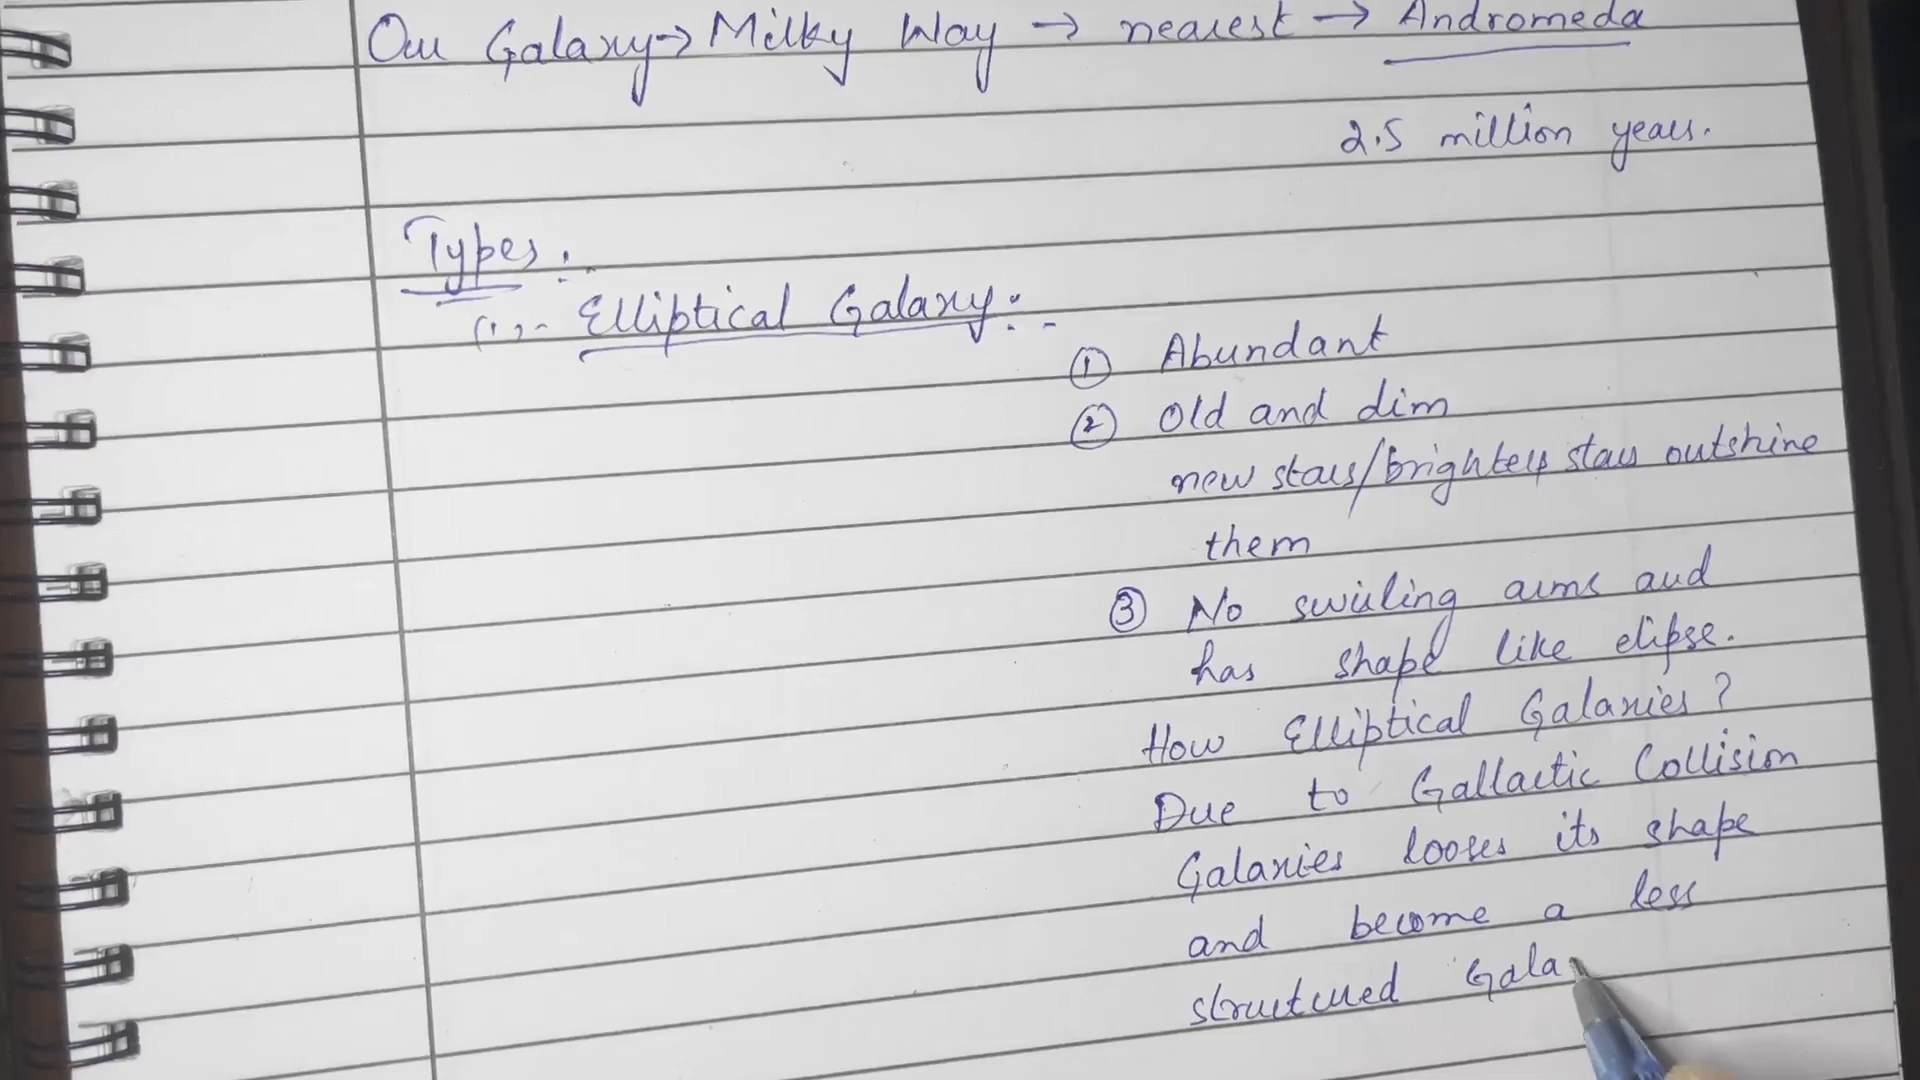 Our Galaxy → Milky Way → nearest → Andromeda
2.5 million years.
Types :-
(1) :- Elliptical Galaxy :-
① Abundant
② Old and dim
new stars/brighters stars outshine
them
③ No swirling arms and
has shape like elipse.
How Elliptical Galaxies?
Due to Gallactic Collision
Galaxies looses its shape
and become a less
structured Gala